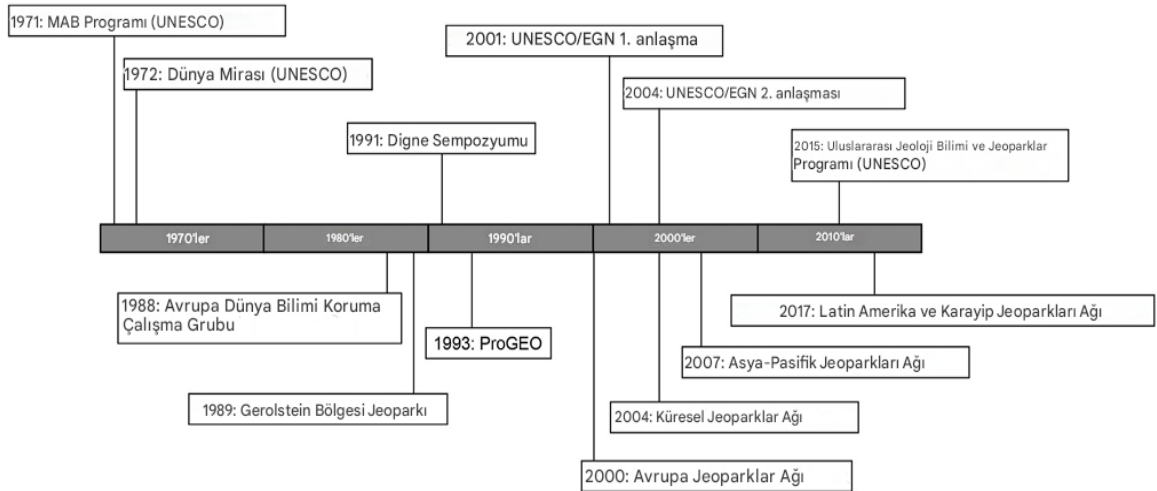 1971: MAB Programı (UNESCO)
1972: Dünya Mirası (UNESCO)
1991: Digne Sempozyumu
2001: UNESCO/EGN 1. anlaşma
2004: UNESCO/EGN 2. anlaşması
2015: Uluslararası Jeoloji Bilimi ve Jeoparklar
Programı (UNESCO)
1970'ler
1980'ler
1990'lar
2000'ler
2010'lar
1988: Avrupa Dünya Bilimi Koruma
Çalışma Grubu
1989: Gerolstein Bölgesi Jeoparkı
1993: ProGEO
2000: Avrupa Jeoparklar Ağı
2004: Küresel Jeoparklar Ağı
2007: Asya-Pasifik Jeoparkları Ağı
2017: Latin Amerika ve Karayip Jeoparkları Ağı